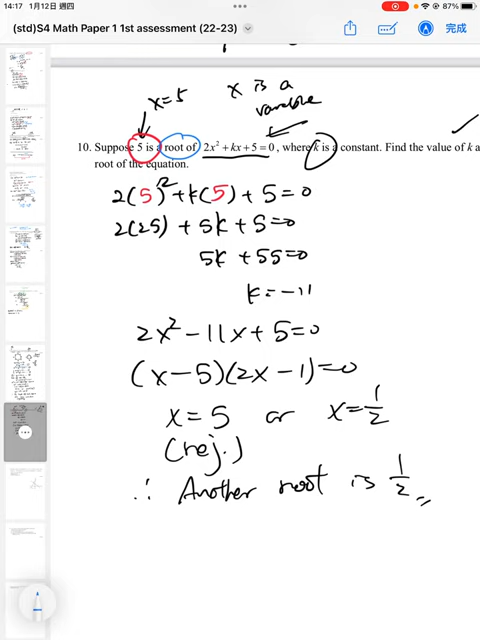 14:17 1月12日 週四
87%
(std)S4 Math Paper 1 1st assessment (22-23)
完成
x=5 x is a variable
10. Suppose 5 is a root of 2x² + kx + 5 = 0, where k is a constant. Find the value of k a
root of the equation.
2(5)² + k(5) + 5 = 0
2(25) + 5k + 5 = 0
5k + 55 = 0
k = -11
2x² - 11x + 5 = 0
(x - 5)(2x - 1) = 0
x = 5 or x = 1/2
(rej.)
∴ Another root is 1/2 〃